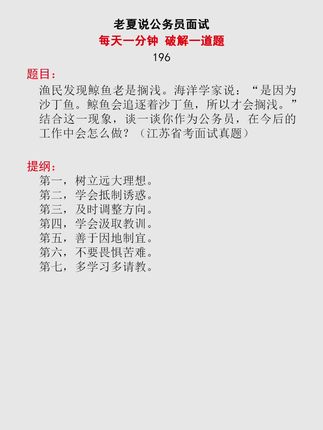 老夏说公务员面试
每天一分钟 破解一道题
196
题目：
渔民发现鲸鱼老是搁浅。海洋学家说：“是因为
沙丁鱼。鲸鱼会追逐着沙丁鱼，所以才会搁浅。”
结合这一现象，谈一谈你作为公务员，在今后的
工作中会怎么做？（江苏省考面试真题）
提纲：
第一，树立远大理想。
第二，学会抵制诱惑。
第三，及时调整方向。
第四，学会汲取教训。
第五，善于因地制宜。
第六，不要畏惧苦难。
第七，多学习多请教。